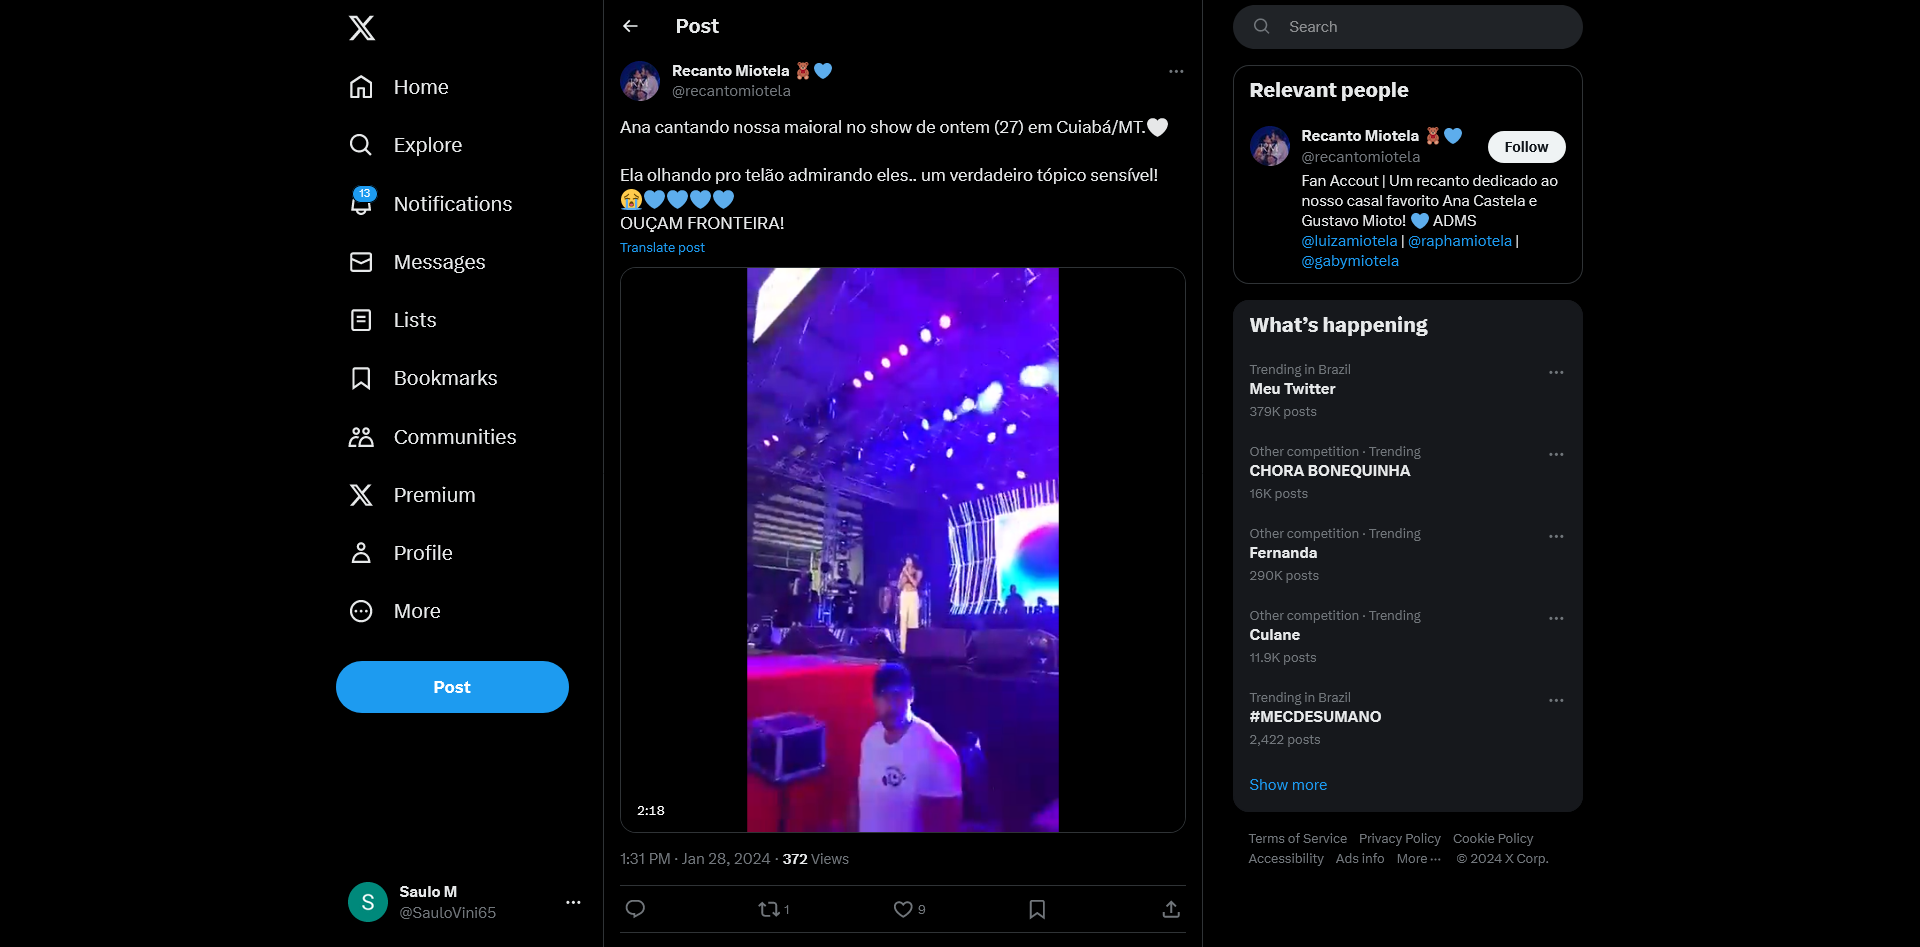 Home
Explore
13
Notifications
Messages
Lists
Bookmarks
Communities
Premium
Profile
More
Post
S
Saulo M
@SauloVini65
Post
Recanto Miotela 🧸💙
@recantomiotela
Ana cantando nossa maioral no show de ontem (27) em Cuiabá/MT.🤍
Ela olhando pro telão admirando eles.. um verdadeiro tópico sensível!
😭💙💙💙💙
OUÇAM FRONTEIRA!
Translate post
2:18
1:31 PM · Jan 28, 2024 · 372 Views
1
9
Search
Relevant people
Recanto Miotela 🧸💙
@recantomiotela
Follow
Fan Accout | Um recanto dedicado ao
nosso casal favorito Ana Castela e
Gustavo Mioto! 💙 ADMS
@luizamiotela | @raphamiotela |
@gabymiotela
What's happening
Trending in Brazil
Meu Twitter
379K posts
Other competition · Trending
CHORA BONEQUINHA
16K posts
Other competition · Trending
Fernanda
290K posts
Other competition · Trending
Culane
11.9K posts
Trending in Brazil
#MECDESUMANO
2,422 posts
Show more
Terms of Service Privacy Policy Cookie Policy
Accessibility Ads info More ··· © 2024 X Corp.